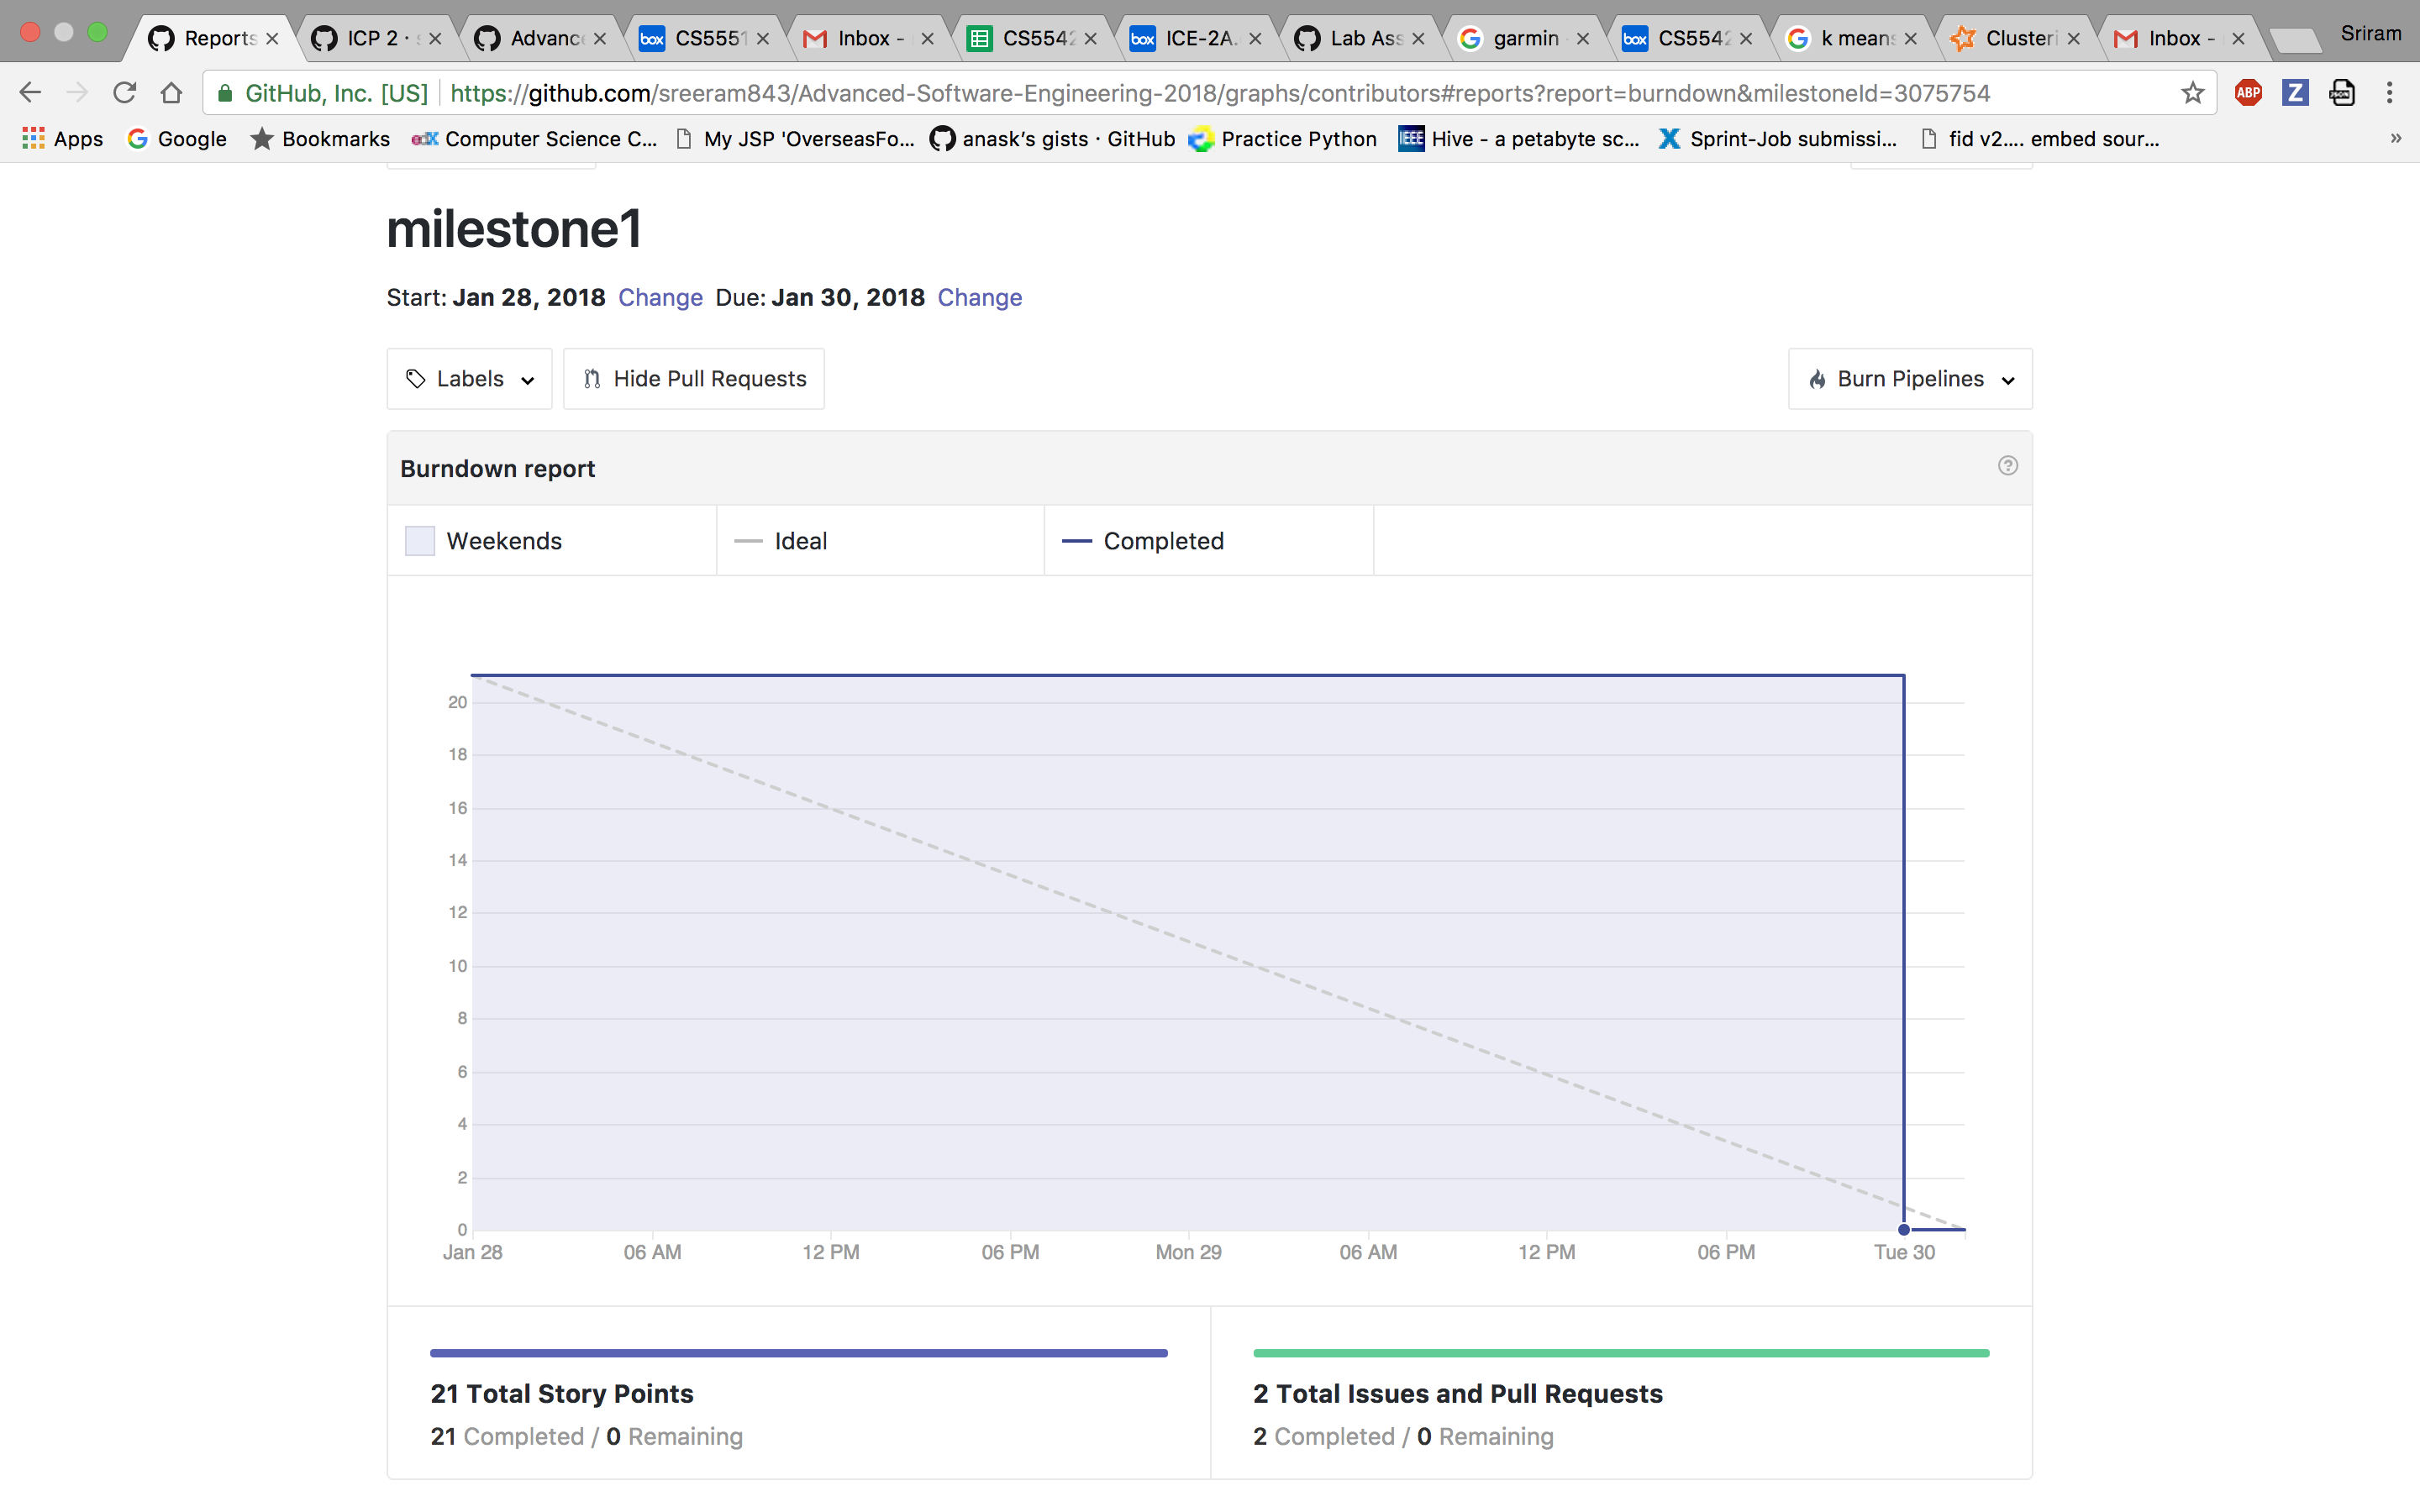 Reports
ICP 2 · s
Advance
CS5551
Inbox -
CS5542
ICE-2A.
Lab Ass
garmin
CS5542
k means
Clusteri
Inbox -
Sriram
GitHub, Inc. [US] https://github.com/sreeram843/Advanced-Software-Engineering-2018/graphs/contributors#reports?report=burndown&milestoneId=3075754
ABP
Z
JSON
Apps Google Bookmarks edX Computer Science C... My JSP 'OverseasFo... anask's gists · GitHub Practice Python IEEE Hive - a petabyte sc... X Sprint-Job submissi... fid v2.... embed sour... »
milestone1
Start: Jan 28, 2018 Change Due: Jan 30, 2018 Change
Labels Hide Pull Requests Burn Pipelines
Burndown report ?
Weekends Ideal Completed
20
18
16
14
12
10
8
6
4
2
0
Jan 28 06 AM 12 PM 06 PM Mon 29 06 AM 12 PM 06 PM Tue 30
21 Total Story Points
21 Completed / 0 Remaining
2 Total Issues and Pull Requests
2 Completed / 0 Remaining